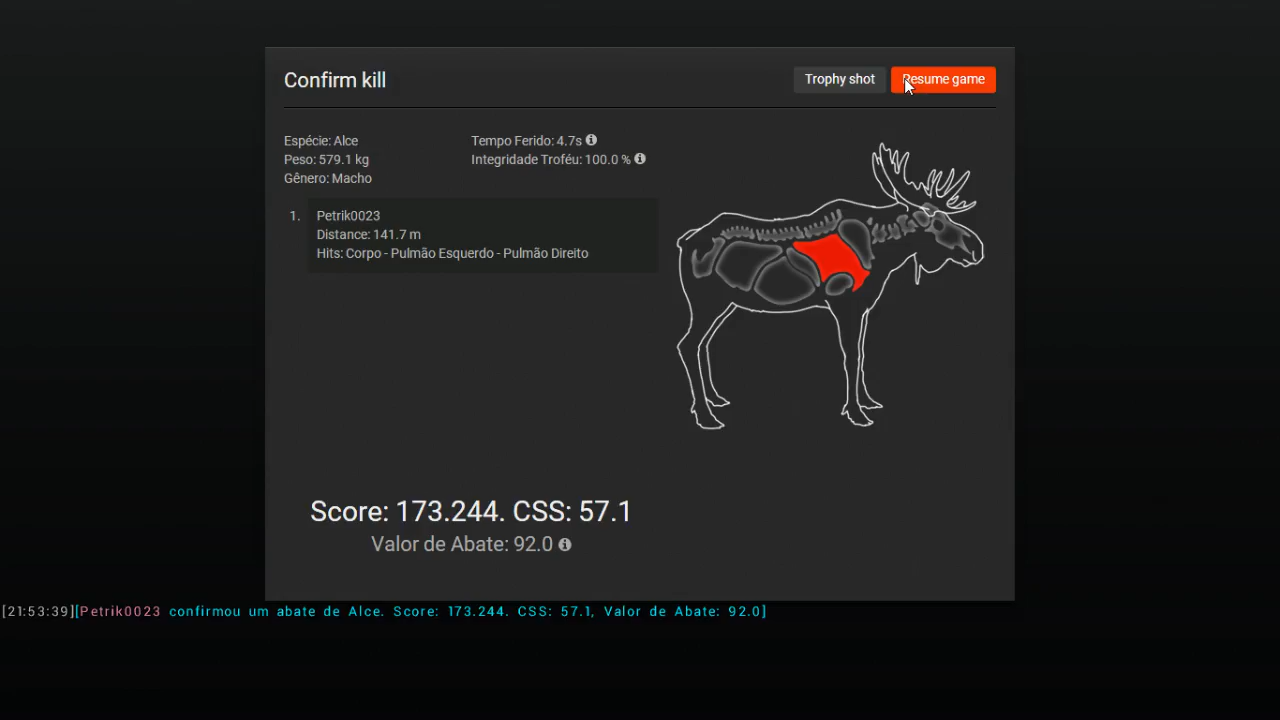 Confirm kill
Trophy shot
Resume game
Espécie: Alce
Peso: 579.1 kg
Gênero: Macho
Tempo Ferido: 4.7s
Integridade Troféu: 100.0 %
1.
Petrik0023
Distance: 141.7 m
Hits: Corpo - Pulmão Esquerdo - Pulmão Direito
Score: 173.244. CSS: 57.1
Valor de Abate: 92.0
[21:53:39][Petrik0023 confirmou um abate de Alce. Score: 173.244. CSS: 57.1, Valor de Abate: 92.0]